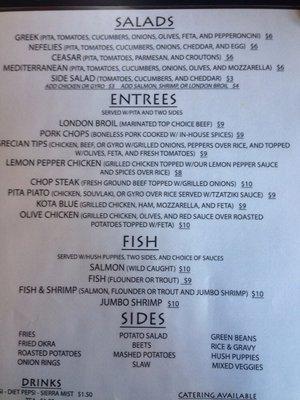 SALADS
GREEK (PITA, TOMATOES, CUCUMBERS, ONIONS, OLIVES, FETA, AND PEPPERONCINI) $6
NEFELIES (PITA, TOMATOES, CUCUMBERS, ONIONS, CHEDDAR, AND EGG) $6
CEASAR (PITA, TOMATOES, PARMESAN, AND CROUTONS) $6
MEDITERRANEAN (PITA, TOMATOES, CUCUMBERS, ONIONS, OLIVES, AND MOZZARELLA) $6
SIDE SALAD (TOMATOES, CUCUMBERS, AND CHEDDAR) $3
ADD CHICKEN OR GYRO $3 ADD SALMON, SHRIMP, OR LONDON BROIL $4
ENTREES
SERVED W/PITA AND TWO SIDES
LONDON BROIL (MARINATED TOP CHOICE BEEF) $9
PORK CHOPS (BONELESS PORK COOKED W/ IN-HOUSE SPICES) $9
GRECIAN TIPS (CHICKEN, BEEF, OR GYRO W/GRILLED ONIONS, PEPPERS OVER RICE, AND TOPPED
W/OLIVES, FETA, AND FRESH TOMATOES) $9
LEMON PEPPER CHICKEN (GRILLED CHICKEN TOPPED W/OUR LEMON PEPPER SAUCE
AND SPICES OVER RICE) $8
CHOP STEAK (FRESH GROUND BEEF TOPPED W/GRILLED ONIONS) $10
PITA PIATO (CHICKEN, SOUVLAKI, OR GYRO OVER RICE SERVED W/TZATZIKI SAUCE) $9
KOTA BLUE (GRILLED CHICKEN, HAM, MOZZARELLA, AND FETA) $9
OLIVE CHICKEN (GRILLED CHICKEN, OLIVES, AND RED SAUCE OVER ROASTED
POTATOES TOPPED W/FETA) $10
FISH
SERVED W/HUSH PUPPIES, TWO SIDES, AND CHOICE OF SAUCES
SALMON (WILD CAUGHT) $10
FISH (FLOUNDER OR TROUT) $9
FISH & SHRIMP (SALMON, FLOUNDER OR TROUT AND JUMBO SHRIMP) $10
JUMBO SHRIMP $10
SIDES
FRIES POTATO SALAD GREEN BEANS
FRIED OKRA BEETS RICE & GRAVY
ROASTED POTATOES MASHED POTATOES HUSH PUPPIES
ONION RINGS SLAW MIXED VEGGIES
DRINKS
- DIET PEPSI - SIERRA MIST $1.50 CATERING AVAILABLE